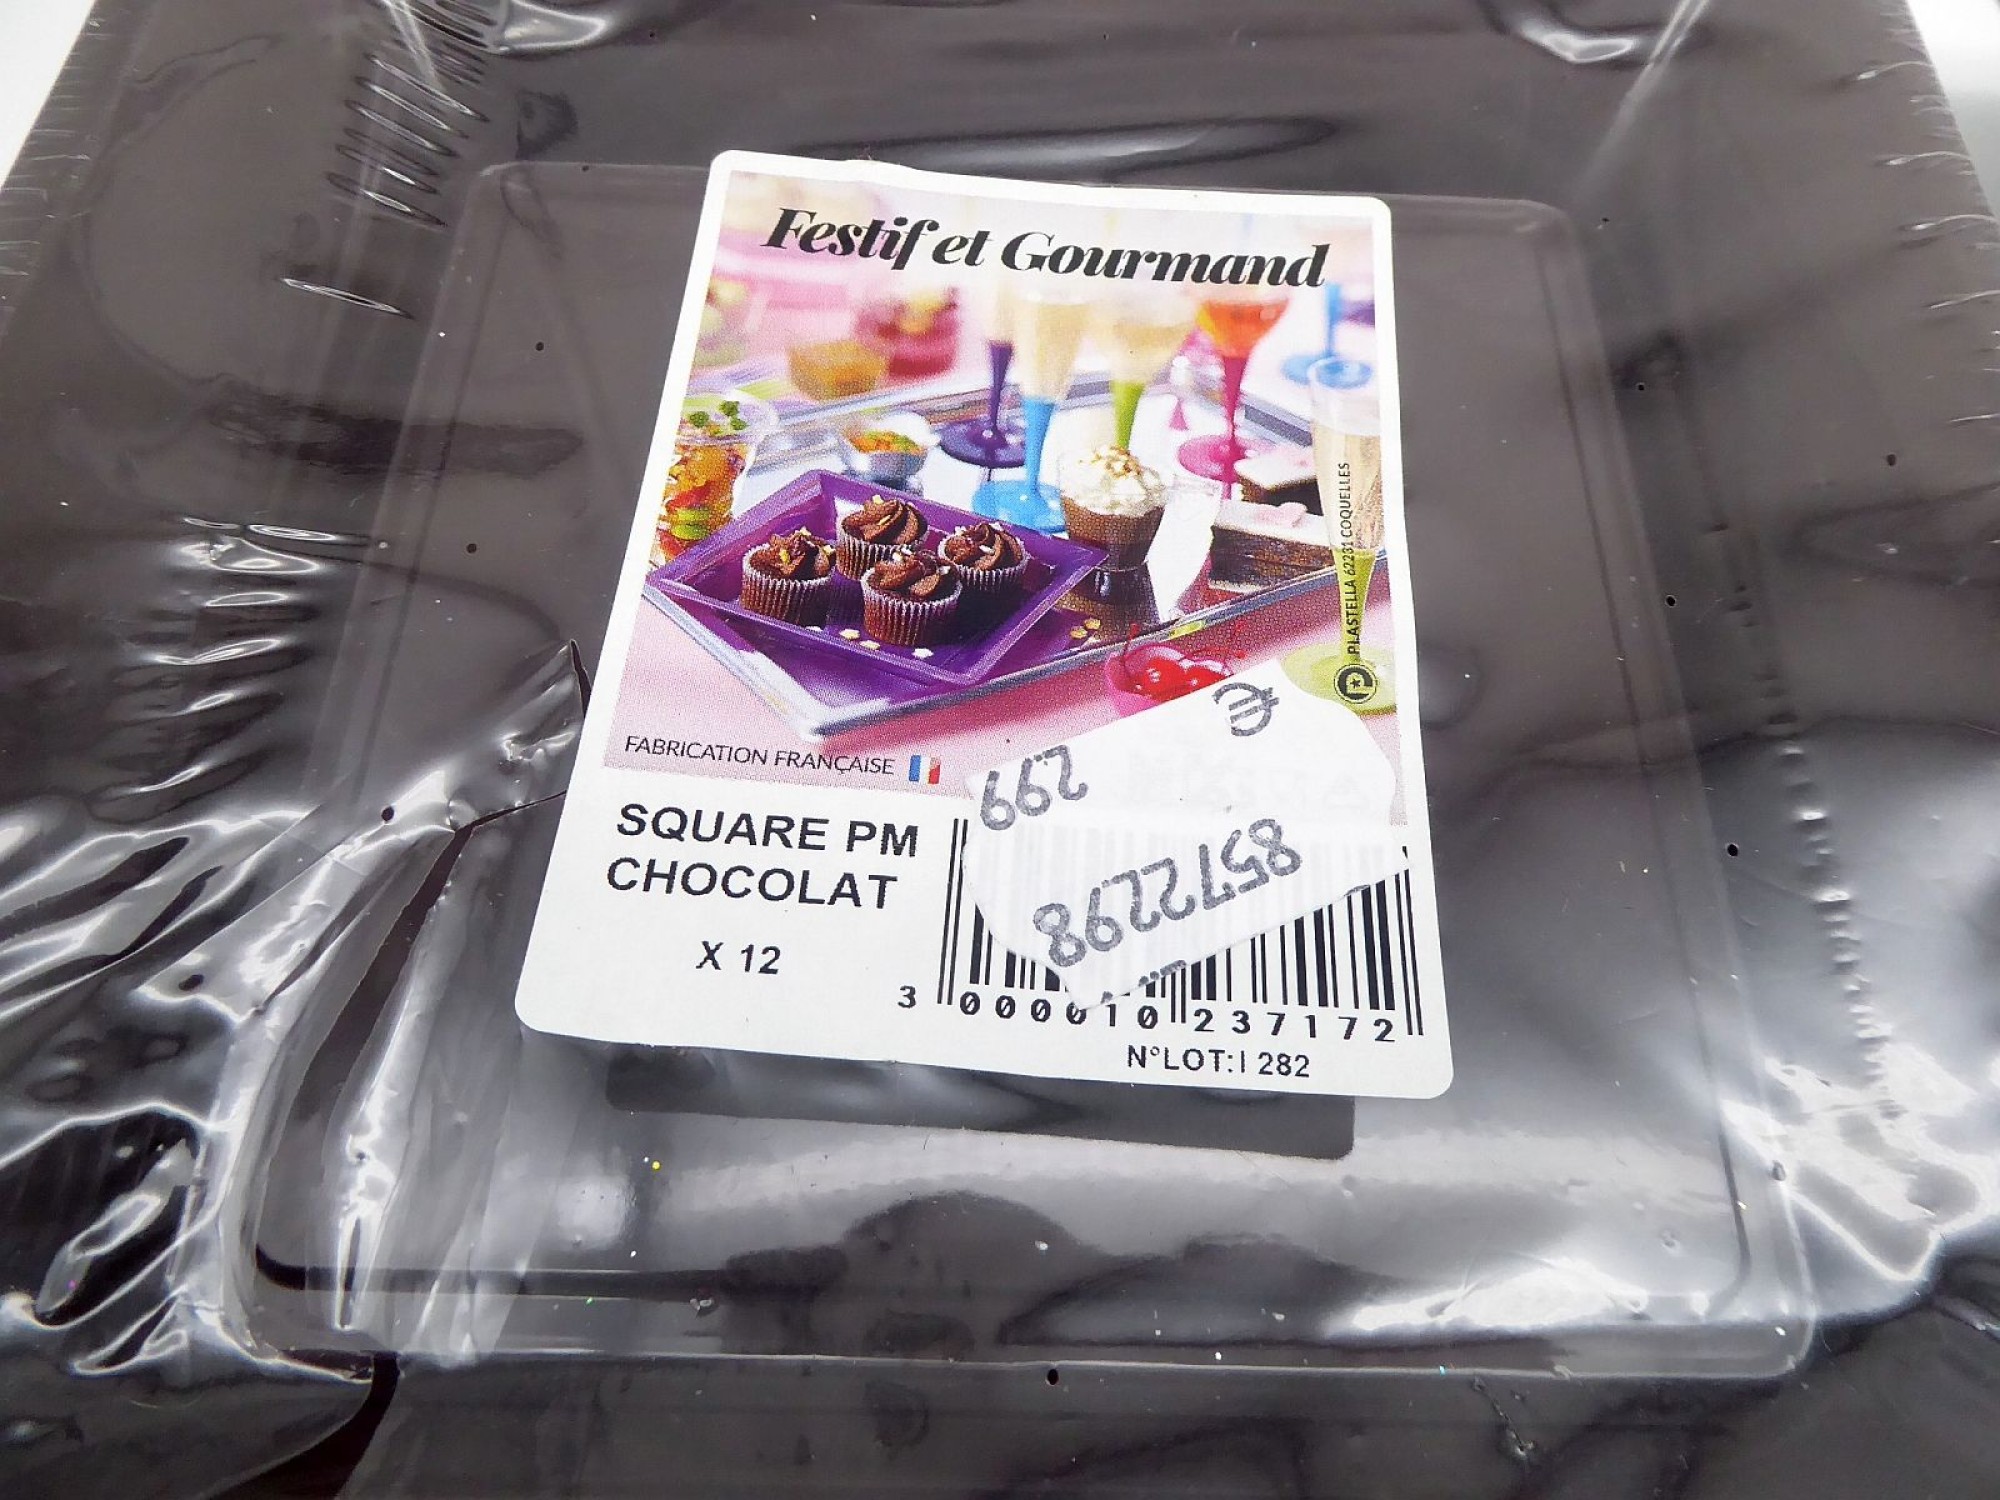 Festif et Gourmand
PLASTELLA 62231 COQUELLES
FABRICATION FRANÇAISE
SQUARE PM
CHOCOLAT
X 12
€
299
8572298
3 000010 237172
N°LOT:I 282